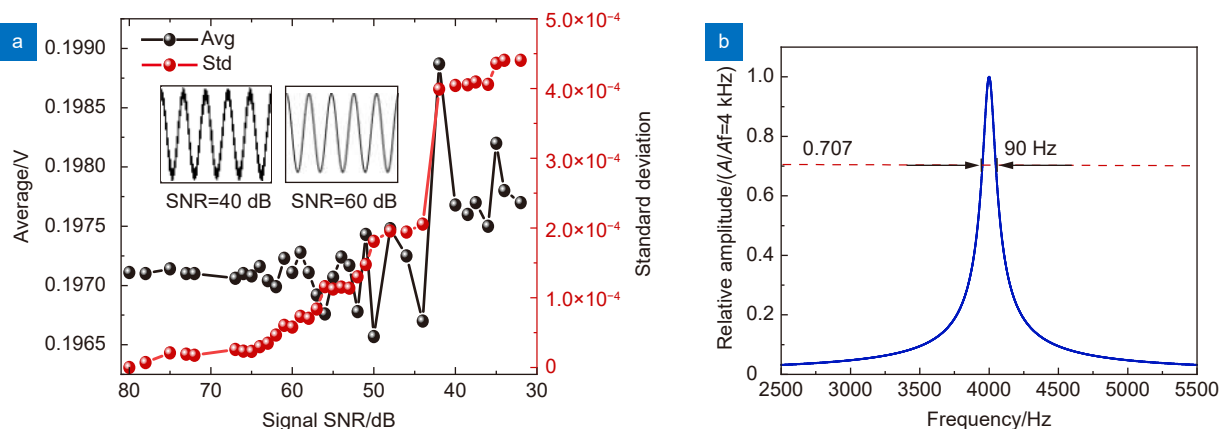 a
Avg
Std
SNR=40 dB
SNR=60 dB
Average/V
0.1990
0.1985
0.1980
0.1975
0.1970
0.1965
80
70
60
50
40
30
Signal SNR/dB
5.0×10⁻⁴
4.0×10⁻⁴
3.0×10⁻⁴
2.0×10⁻⁴
1.0×10⁻⁴
0
Standard deviation
b
Relative amplitude/(A/Af=4 kHz)
1.0
0.8
0.6
0.4
0.2
0
0.707
90 Hz
2500
3000
3500
4000
4500
5000
5500
Frequency/Hz